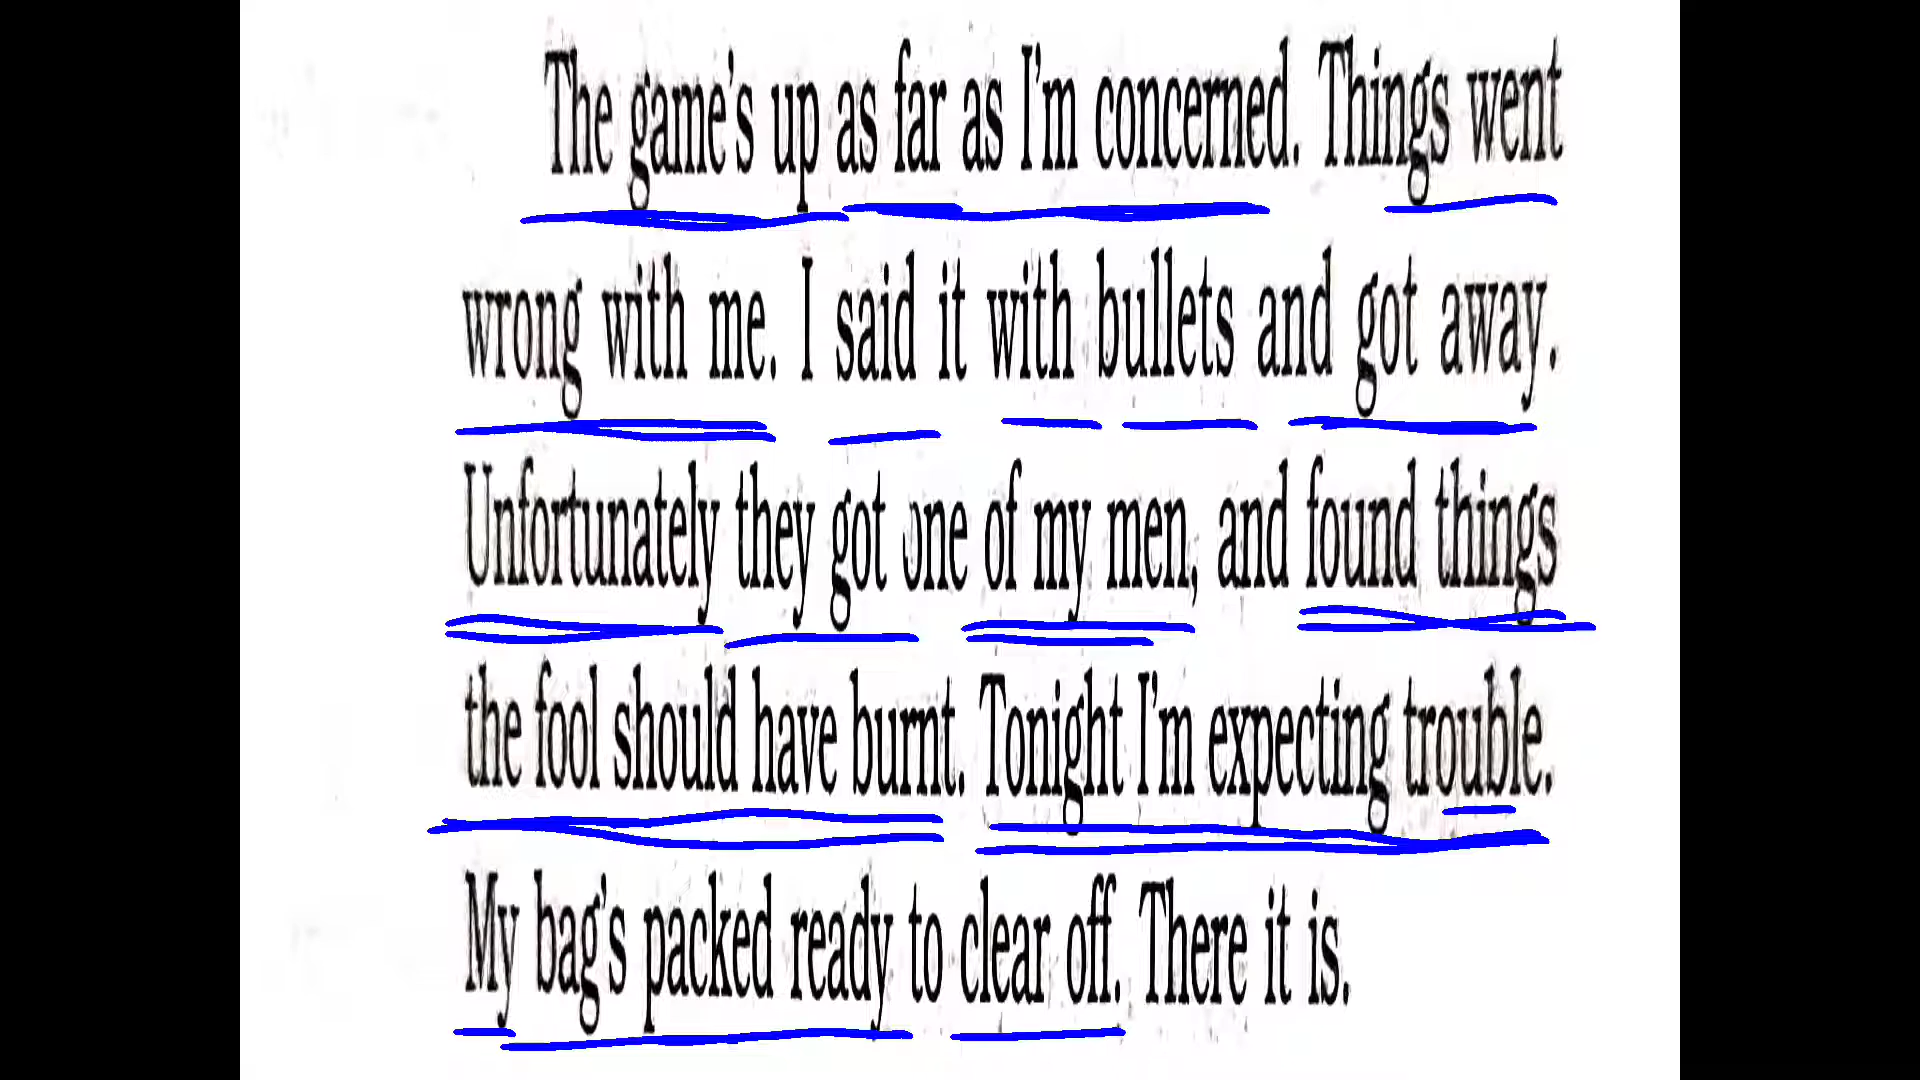 The game's up as far as I'm concerned. Things went
wrong with me. I said it with bullets and got away.
Unfortunately they got one of my men, and found things
the fool should have burnt. Tonight I'm expecting trouble.
My bag's packed ready to clear off. There it is.